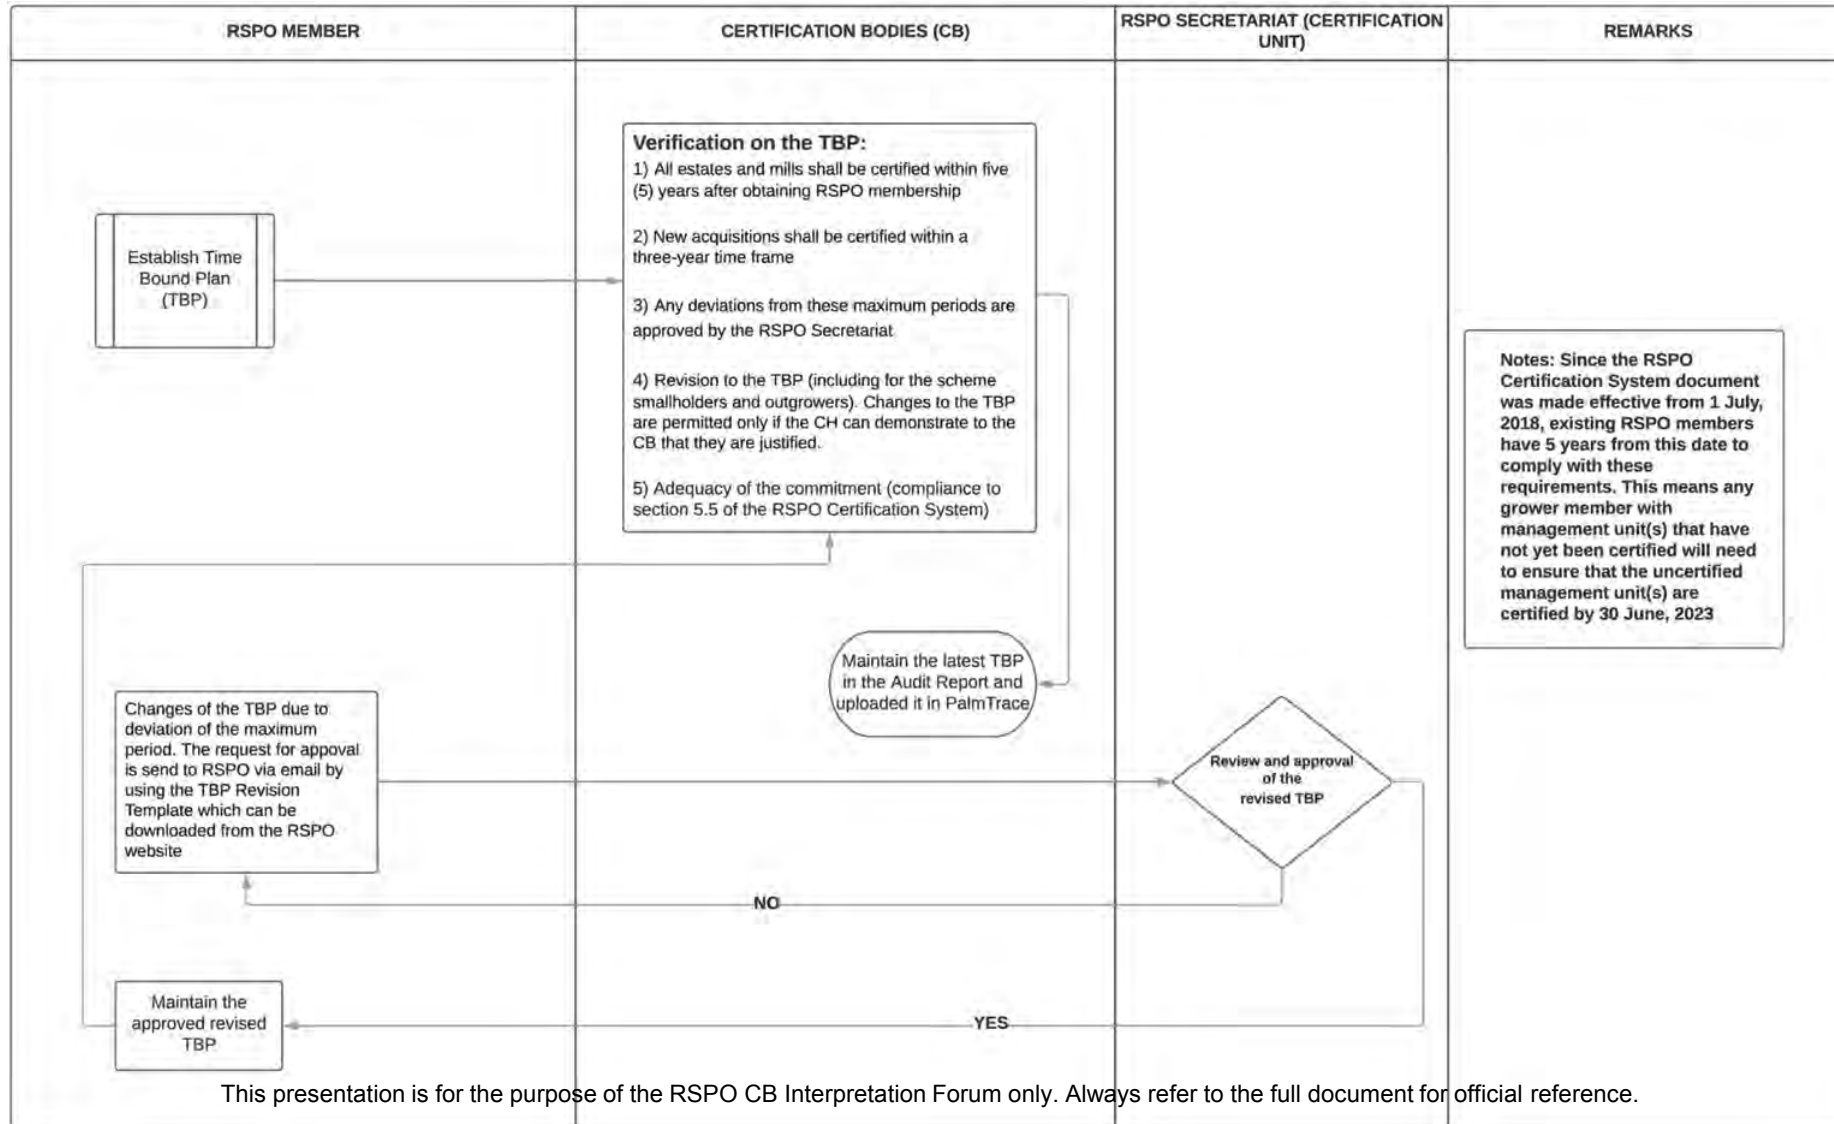 RSPO MEMBER
CERTIFICATION BODIES (CB)
RSPO SECRETARIAT (CERTIFICATION
UNIT)
REMARKS
Establish Time
Bound Plan
(TBP)
Verification on the TBP:
1) All estates and mills shall be certified within five
(5) years after obtaining RSPO membership
2) New acquisitions shall be certified within a
three-year time frame
3) Any deviations from these maximum periods are
approved by the RSPO Secretariat
4) Revision to the TBP (including for the scheme
smallholders and outgrowers). Changes to the TBP
are permitted only if the CH can demonstrate to the
CB that they are justified.
5) Adequacy of the commitment (compliance to
section 5.5 of the RSPO Certification System)
Notes: Since the RSPO
Certification System document
was made effective from 1 July,
2018, existing RSPO members
have 5 years from this date to
comply with these
requirements. This means any
grower member with
management unit(s) that have
not yet been certified will need
to ensure that the uncertified
management unit(s) are
certified by 30 June, 2023
Maintain the latest TBP
in the Audit Report and
uploaded it in PalmTrace
Changes of the TBP due to
deviation of the maximum
period. The request for appoval
is send to RSPO via email by
using the TBP Revision
Template which can be
downloaded from the RSPO
website
Review and approval
of the
revised TBP
NO
Maintain the
approved revised
TBP
YES
This presentation is for the purpose of the RSPO CB Interpretation Forum only. Always refer to the full document for official reference.